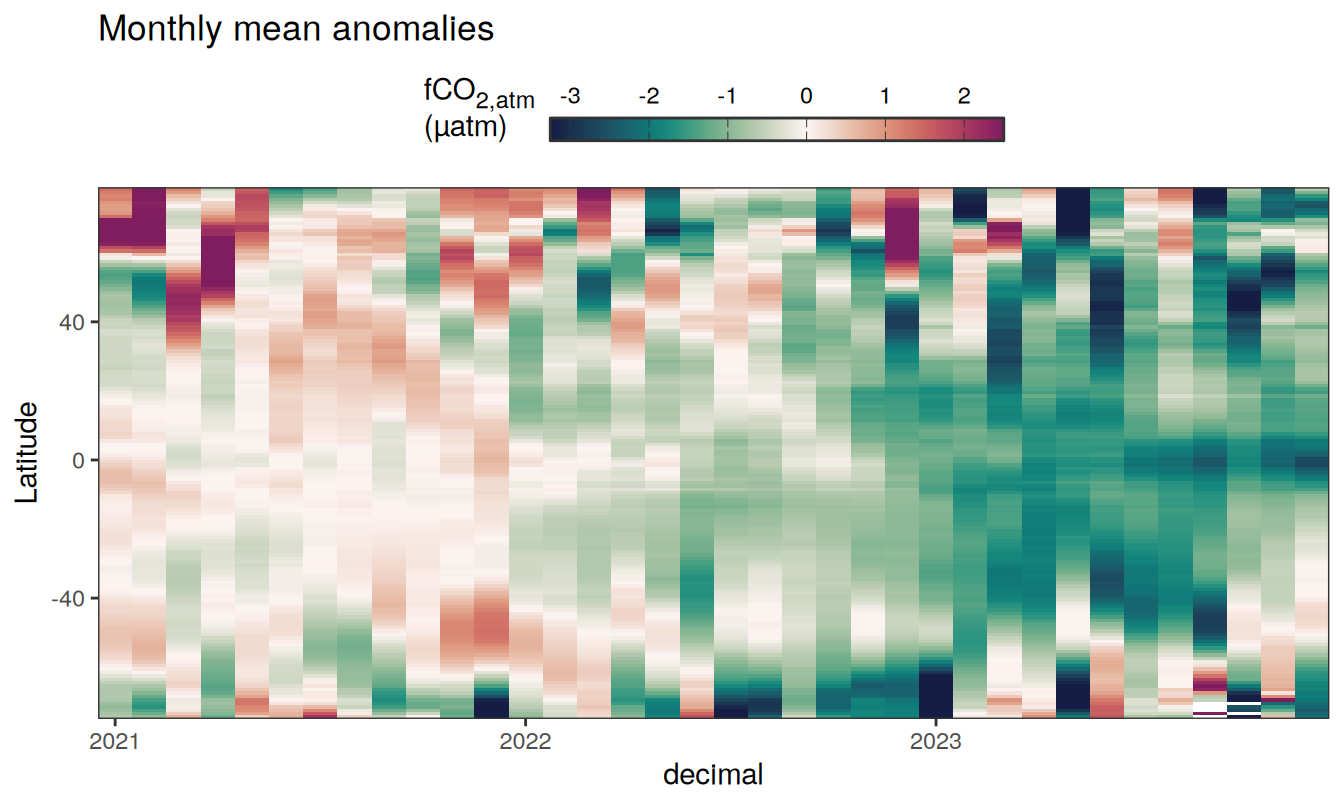 Monthly mean anomalies
fCO2,atm
(µatm)
-3 -2 -1 0 1 2
Latitude
40
0
-40
2021 2022 2023
decimal